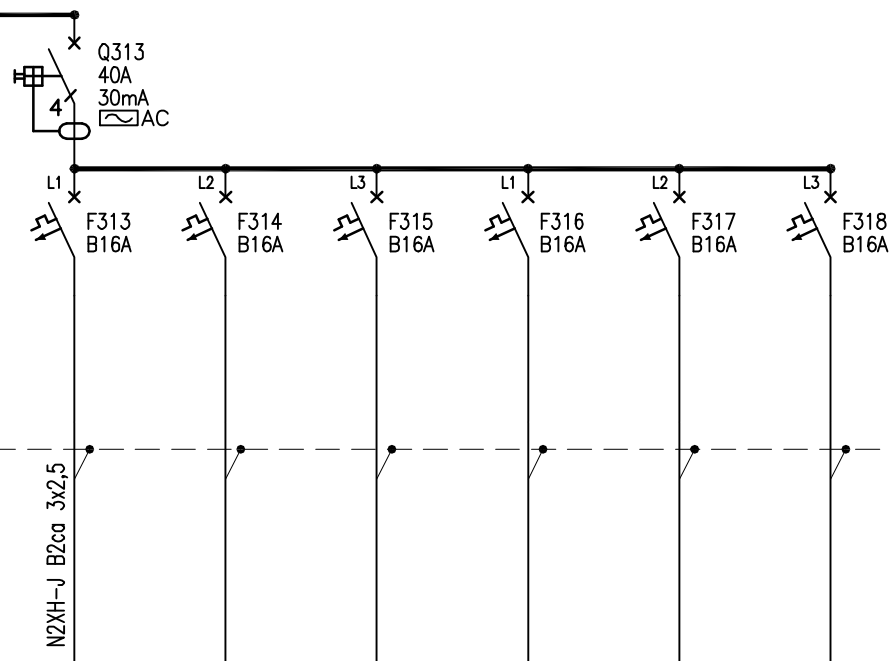 Q313
40A
30mA
AC
4
L1
L2
L3
L1
L2
L3
F313
B16A
F314
B16A
F315
B16A
F316
B16A
F317
B16A
F318
B16A
N2XH-J B2ca 3x2,5